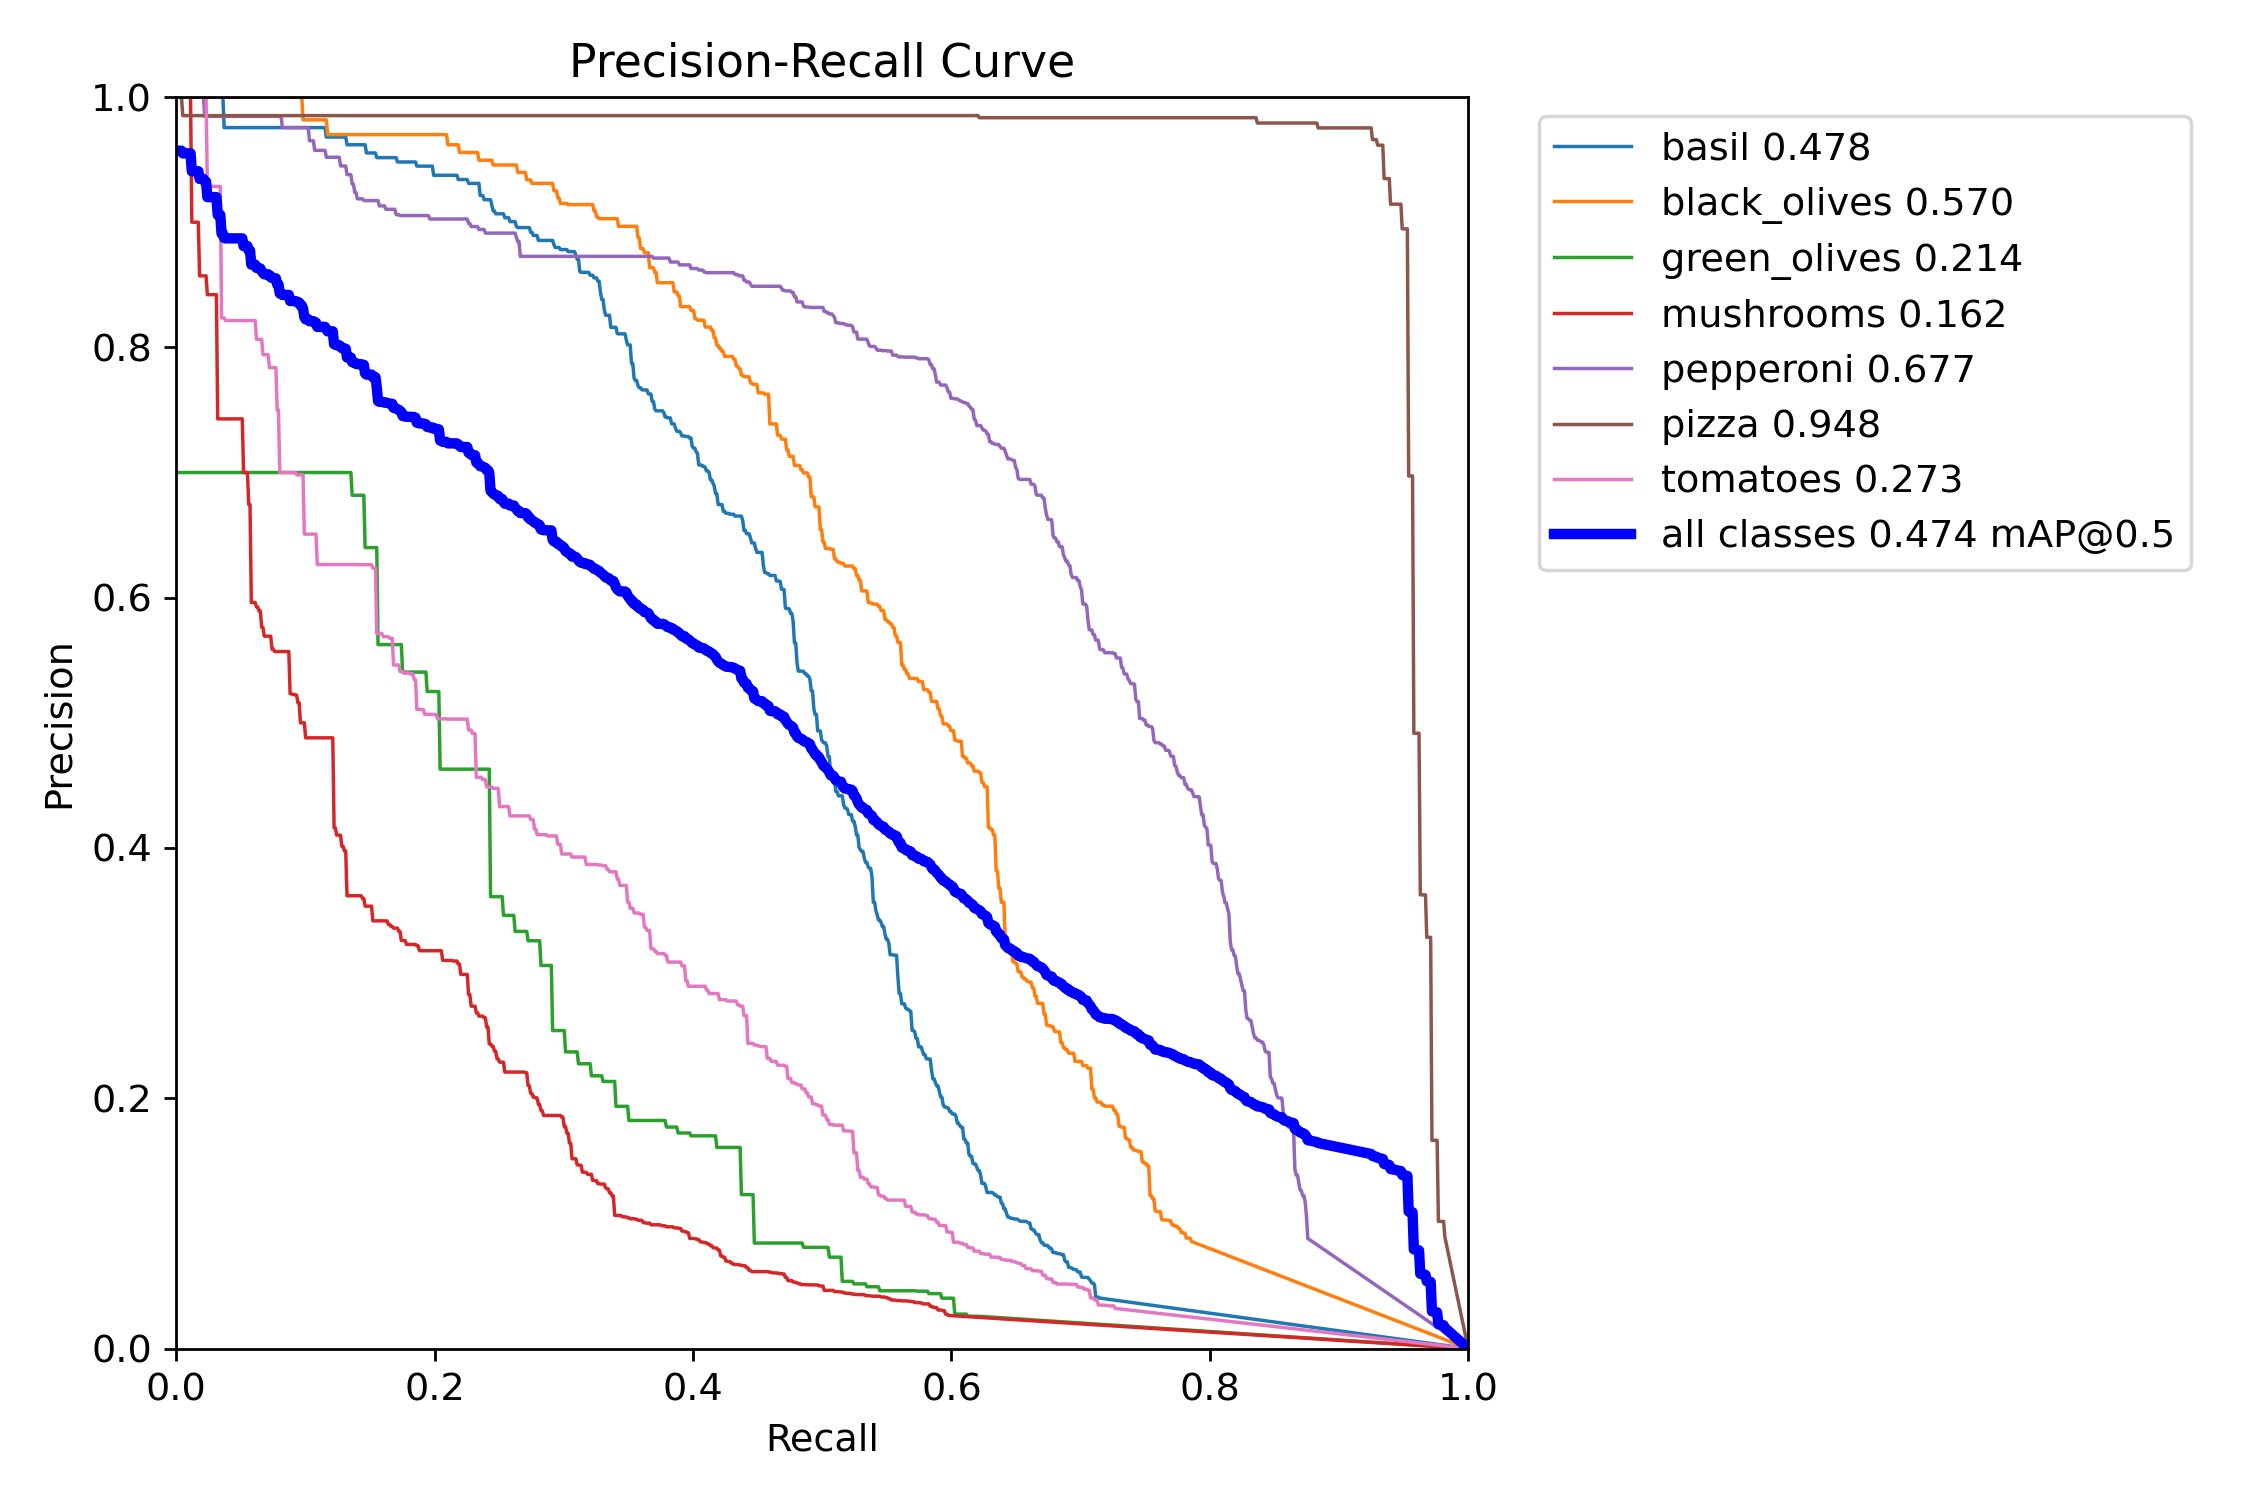 Precision-Recall Curve
1.0
0.8
0.6
0.4
0.2
0.0
Precision
0.0 0.2 0.4 0.6 0.8 1.0
Recall
basil 0.478
black_olives 0.570
green_olives 0.214
mushrooms 0.162
pepperoni 0.677
pizza 0.948
tomatoes 0.273
all classes 0.474 mAP@0.5